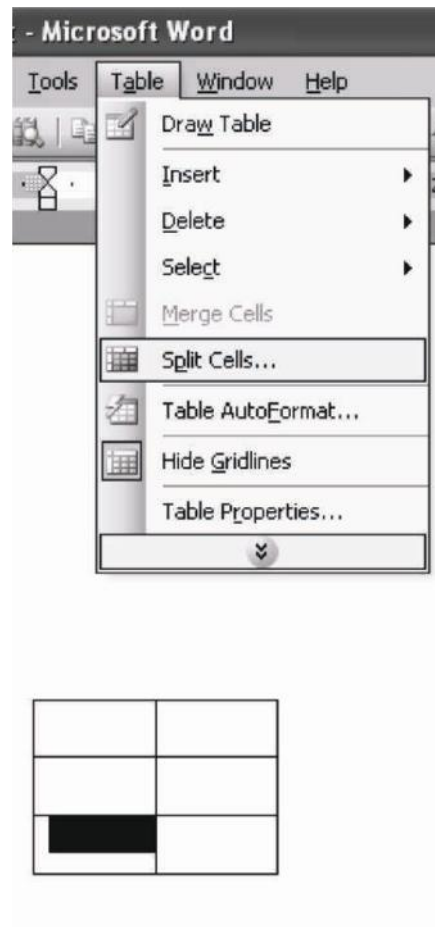 - Microsoft Word
Tools Table Window Help
Draw Table
Insert
Delete
Select
Merge Cells
Split Cells...
Table AutoFormat...
Hide Gridlines
Table Properties...